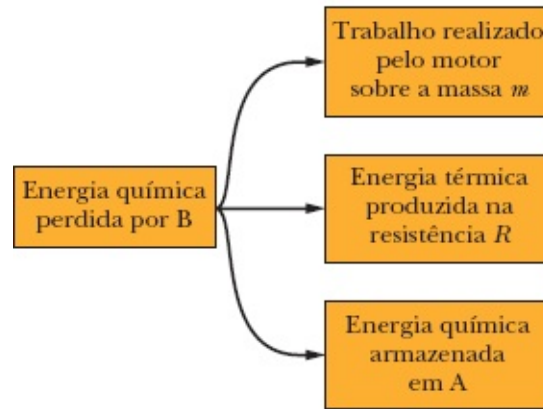 Trabalho realizado
pelo motor
sobre a massa m
Energia química
perdida por B
Energia térmica
produzida na
resistência R
Energia química
armazenada
em A